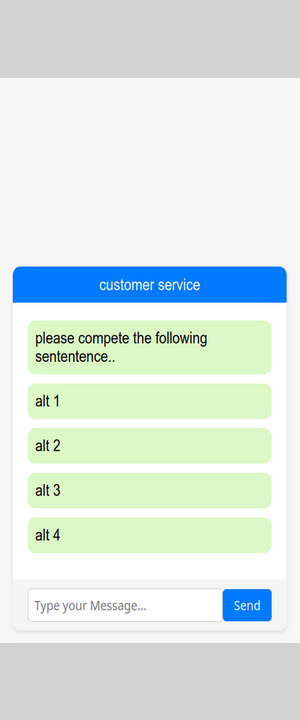 customer service
please compete the following
sententence..
alt 1
alt 2
alt 3
alt 4
Type your Message...
Send